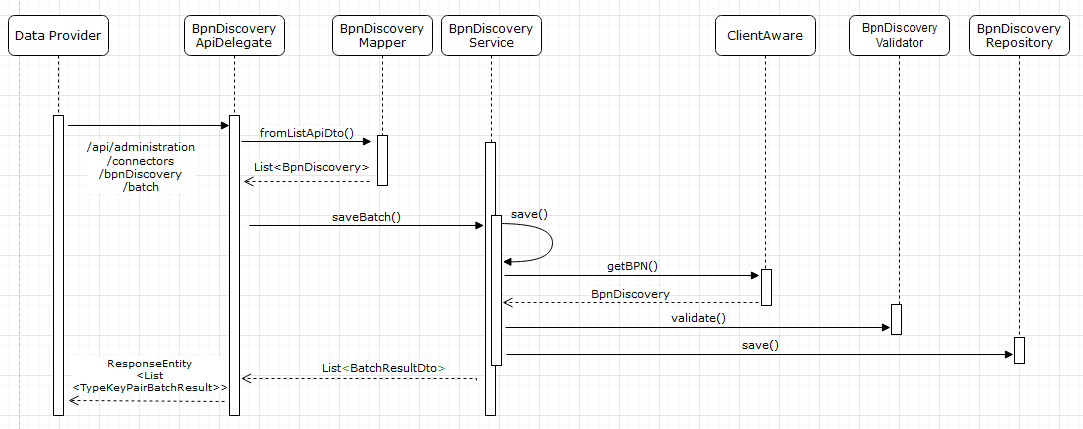 Data Provider
BpnDiscovery
ApiDelegate
BpnDiscovery
Mapper
BpnDiscovery
Service
ClientAware
BpnDiscovery
Validator
BpnDiscovery
Repository
/api/administration
/connectors
/bpnDiscovery
/batch
fromListApiDto()
List<BpnDiscovery>
saveBatch()
save()
getBPN()
BpnDiscovery
validate()
save()
List<BatchResultDto>
ResponseEntity
<List
<TypeKeyPairBatchResult>>